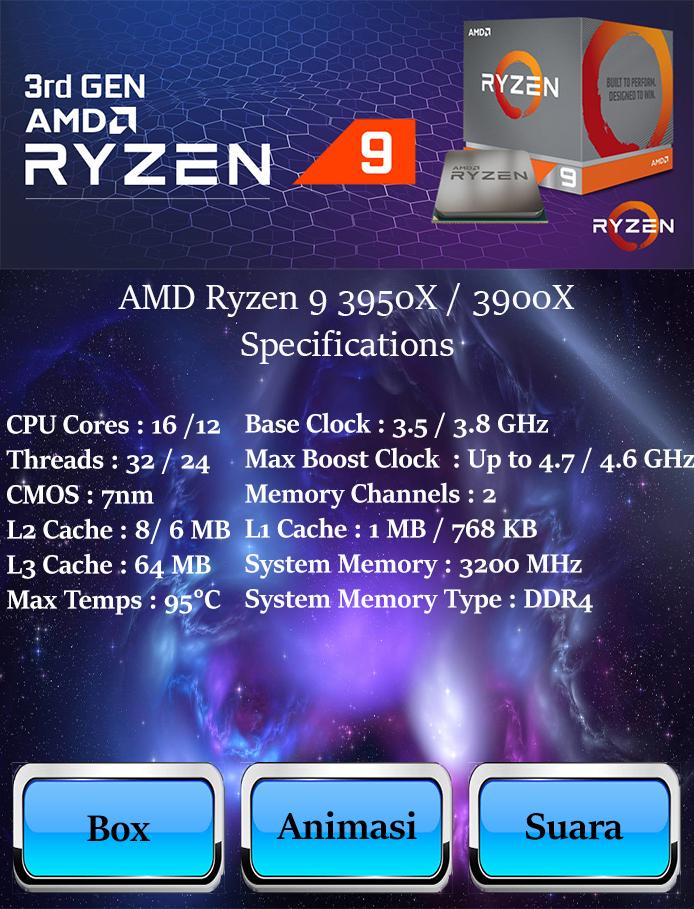 3rd GEN
AMD
RYZEN 9
AMD
RYZEN
BUILT TO PERFORM.
DESIGNED TO WIN.
AMD
RYZEN
9
AMD
RYZEN
AMD Ryzen 9 3950X / 3900X
Specifications
CPU Cores : 16 /12
Threads : 32 / 24
CMOS : 7nm
L2 Cache : 8/ 6 MB
L3 Cache : 64 MB
Max Temps : 95°C
Base Clock : 3.5 / 3.8 GHz
Max Boost Clock : Up to 4.7 / 4.6 GHz
Memory Channels : 2
L1 Cache : 1 MB / 768 KB
System Memory : 3200 MHz
System Memory Type : DDR4
Box
Animasi
Suara